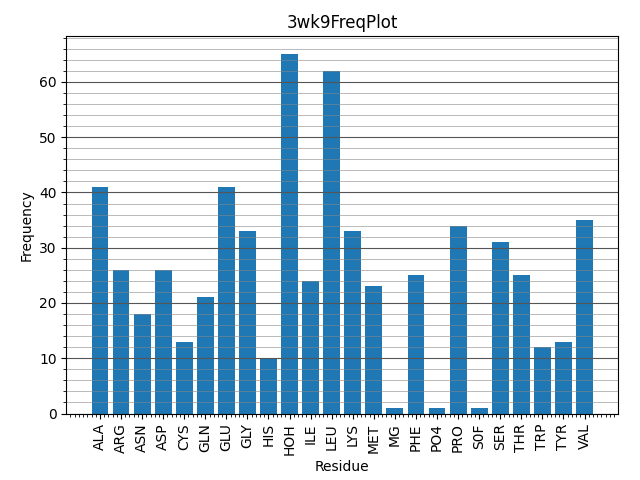 3wk9FreqPlot
Frequency
60
50
40
30
20
10
0
ALA ARG ASN ASP CYS GLN GLU GLY HIS HOH ILE LEU LYS MET MG PHE PO4 PRO S0F SER THR TRP TYR VAL
Residue